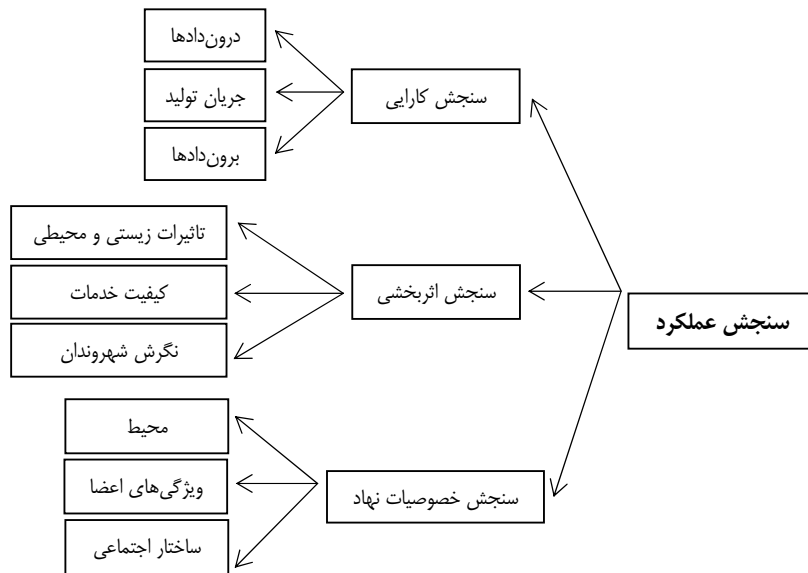 سنجش عملکرد
سنجش کارایی
درون‌دادها
جریان تولید
برون‌دادها
سنجش اثربخشی
تاثیرات زیستی و محیطی
کیفیت خدمات
نگرش شهروندان
سنجش خصوصیات نهاد
محیط
ویژگی‌های اعضا
ساختار اجتماعی